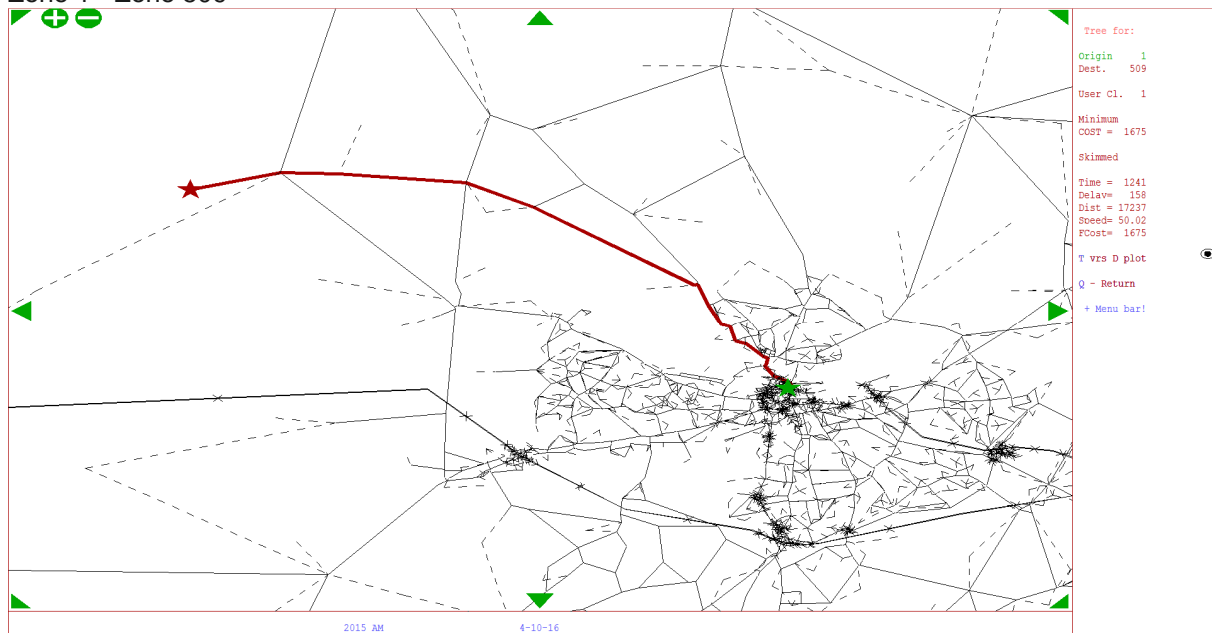 Tree for:
Origin 1
Dest. 509
User Cl. 1
Minimum
COST = 1675
Skimmed
Time = 1241
Delav= 158
Dist = 17237
Speed= 50.02
FCost= 1675
T vrs D plot
Q - Return
+ Menu bar!
2015 AM 4-10-16